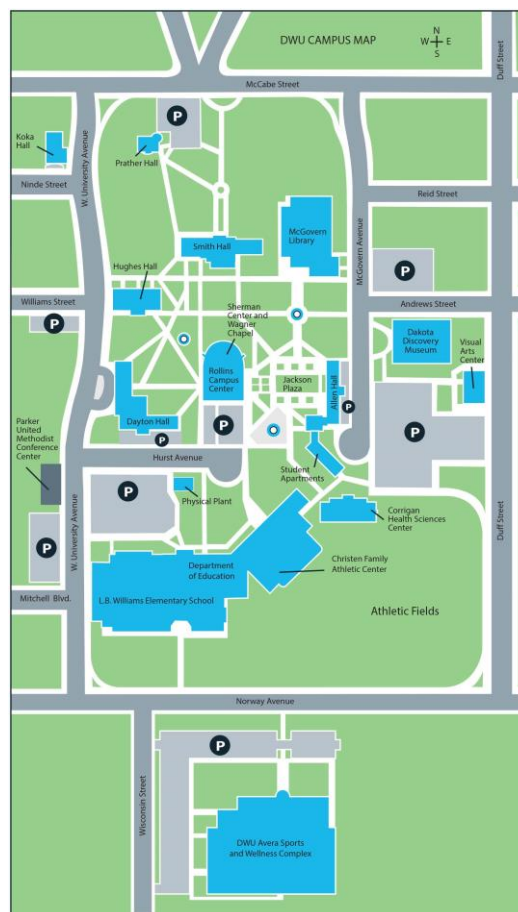 DWU CAMPUS MAP
N
W E
S
Duff Street
McCabe Street
P
Koka
Hall
W. University Avenue
Prather Hall
Ninde Street
McGovern Avenue
Reid Street
McGovern
Library
Smith Hall
P
Hughes Hall
Williams Street
P
Andrews Street
Sherman
Center and
Wagner
Chapel
Dakota
Discovery
Museum
Visual
Arts
Center
Rollins
Campus
Center
Jackson
Plaza
Allen Hall
P
Dayton Hall
P
P
P
Parker
United
Methodist
Conference
Center
Hurst Avenue
Student
Apartments
P
Physical Plant
W. University Avenue
P
Corrigan
Health Sciences
Center
Duff Street
Department
of Education
Christen Family
Athletic Center
Mitchell Blvd.
L.B. Williams Elementary School
Athletic Fields
Norway Avenue
P
Wisconsin Street
DWU Avera Sports
and Wellness Complex